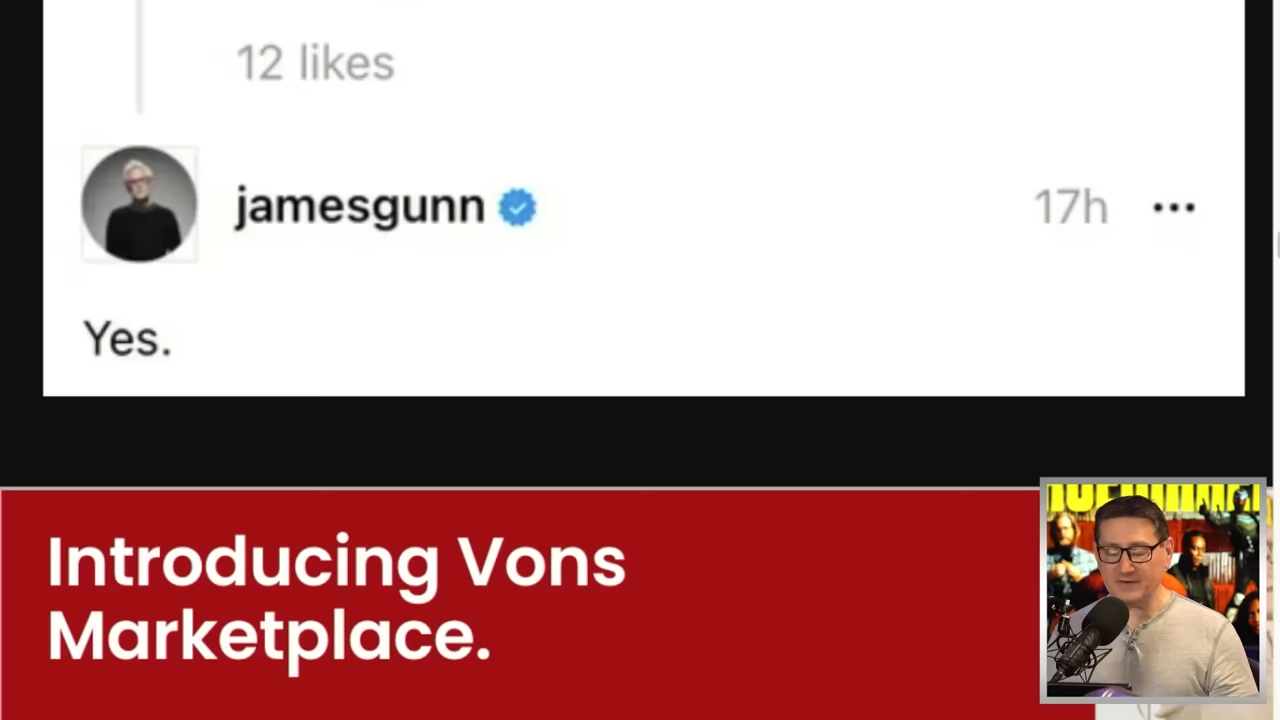 12 likes
jamesgunn
17h
Yes.
Introducing Vons
Marketplace.